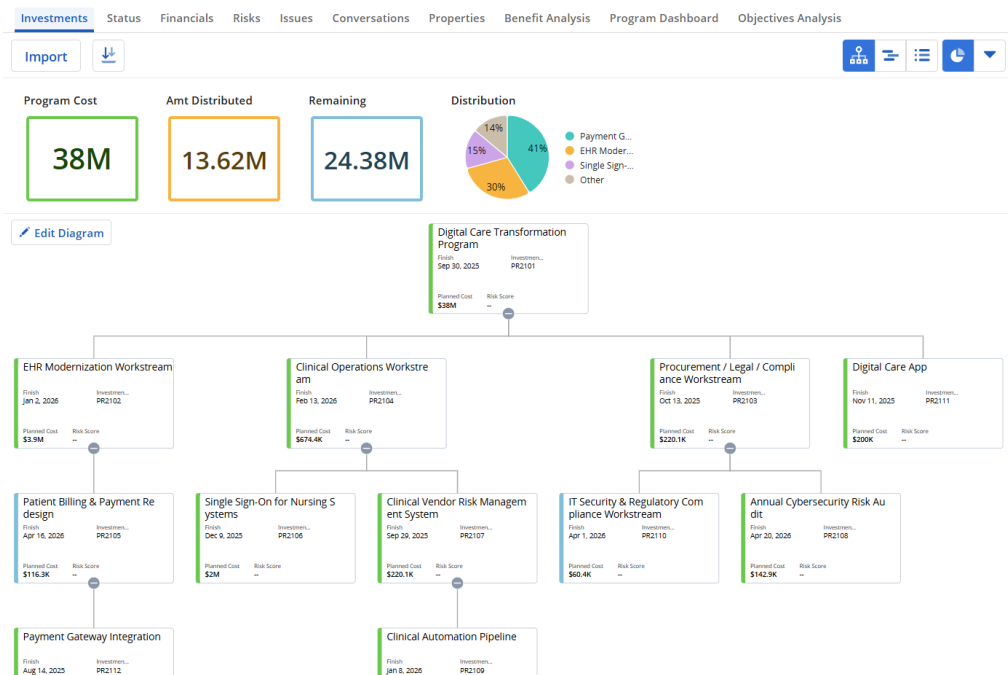 Investments Status Financials Risks Issues Conversations Properties Benefit Analysis Program Dashboard Objectives Analysis
Import
Program Cost
38M
Amt Distributed
13.62M
Remaining
24.38M
Distribution
14%
41%
15%
30%
Payment G...
EHR Moder...
Single Sign-...
Other
Edit Diagram
Digital Care Transformation
Program
Finish Investmen...
Sep 30, 2025 PR2101
Planned Cost Risk Score
$38M --
EHR Modernization Workstream
Finish Investmen...
Jan 2, 2026 PR2102
Planned Cost Risk Score
$3.9M --
Clinical Operations Workstre
am
Finish Investmen...
Feb 13, 2026 PR2104
Planned Cost Risk Score
$674.4K --
Procurement / Legal / Compli
ance Workstream
Finish Investmen...
Oct 13, 2025 PR2103
Planned Cost Risk Score
$220.1K --
Digital Care App
Finish Investmen...
Nov 11, 2025 PR2111
Planned Cost Risk Score
$200K --
Patient Billing & Payment Re
design
Finish Investmen...
Apr 16, 2026 PR2105
Planned Cost Risk Score
$116.3K --
Single Sign-On for Nursing S
ystems
Finish Investmen...
Dec 9, 2025 PR2106
Planned Cost Risk Score
$2M --
Clinical Vendor Risk Managem
ent System
Finish Investmen...
Sep 29, 2025 PR2107
Planned Cost Risk Score
$220.1K --
IT Security & Regulatory Com
pliance Workstream
Finish Investmen...
Apr 1, 2026 PR2110
Planned Cost Risk Score
$60.4K --
Annual Cybersecurity Risk Au
dit
Finish Investmen...
Apr 20, 2026 PR2108
Planned Cost Risk Score
$142.9K --
Payment Gateway Integration
Finish Investmen...
Aug 14, 2025 PR2112
Clinical Automation Pipeline
Finish Investmen...
Jan 8, 2026 PR2109